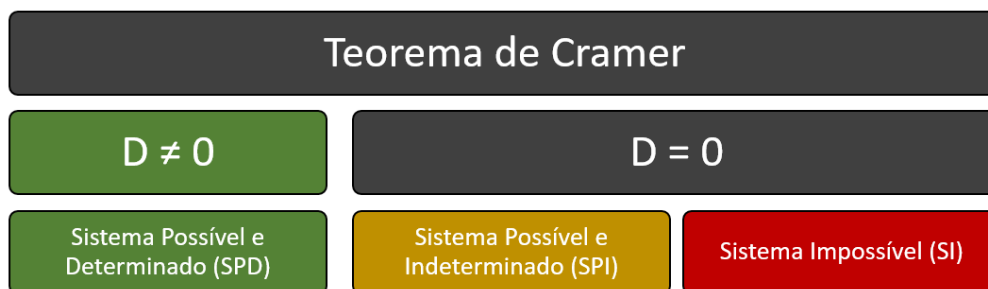 Teorema de Cramer
D ≠ 0
D = 0
Sistema Possível e
Determinado (SPD)
Sistema Possível e
Indeterminado (SPI)
Sistema Impossível (SI)